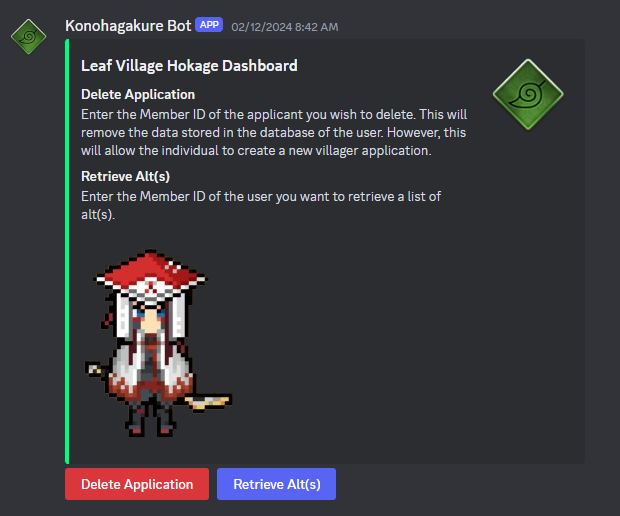 Konohagakure Bot APP 02/12/2024 8:42 AM
Leaf Village Hokage Dashboard
Delete Application
Enter the Member ID of the applicant you wish to delete. This will
remove the data stored in the database of the user. However, this
will allow the individual to create a new villager application.
Retrieve Alt(s)
Enter the Member ID of the user you want to retrieve a list of
alt(s).
Delete Application
Retrieve Alt(s)